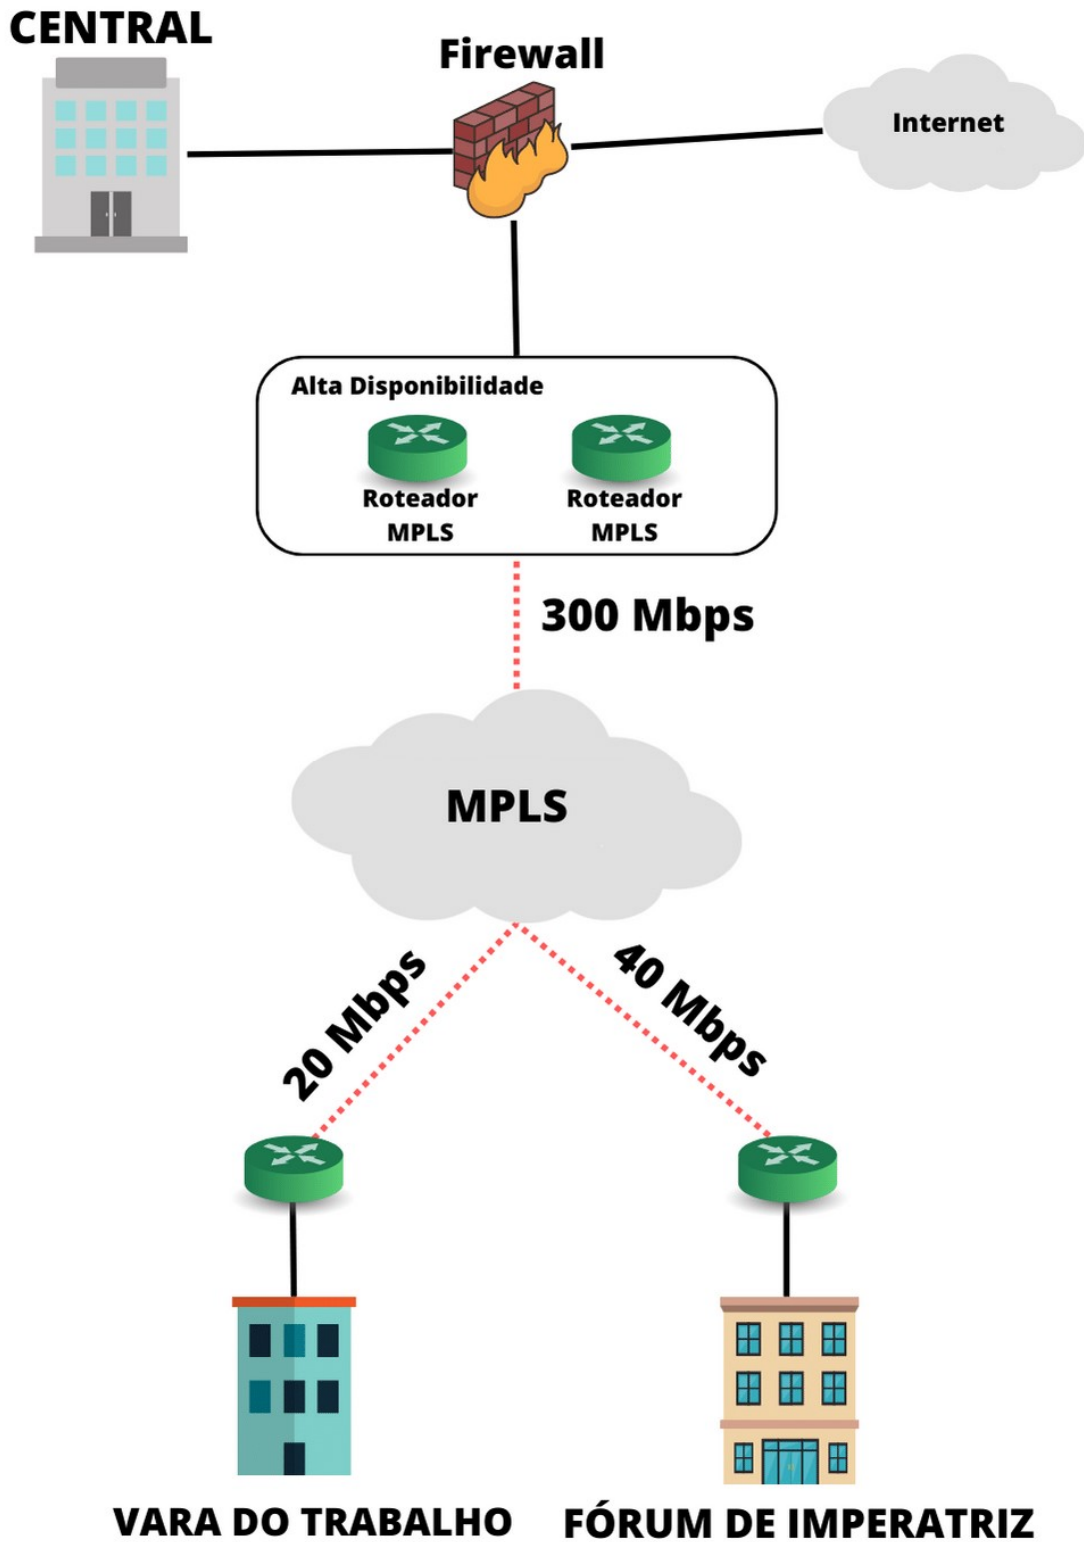 CENTRAL
Firewall
Internet
Alta Disponibilidade
Roteador
MPLS
Roteador
MPLS
300 Mbps
MPLS
20 Mbps
40 Mbps
VARA DO TRABALHO
FÓRUM DE IMPERATRIZ